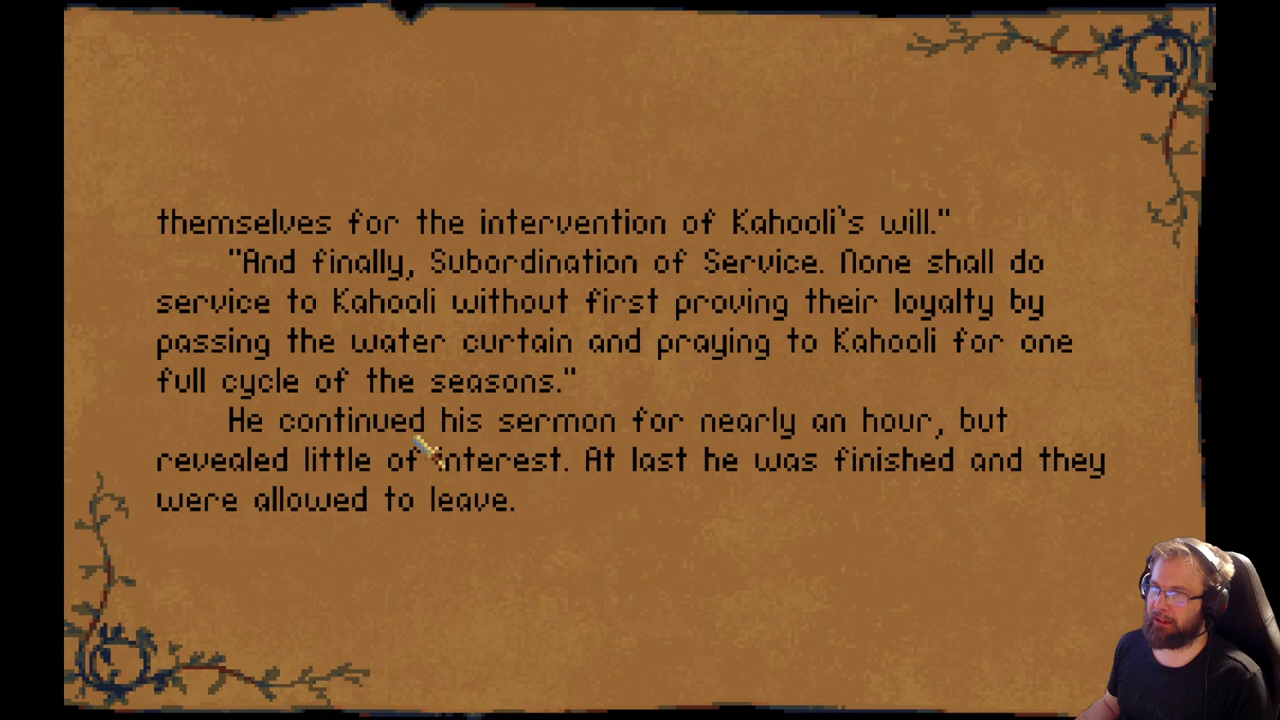 themselves for the intervention of Kahooli's will."
"And finally, Subordination of Service. None shall do
service to Kahooli without first proving their loyalty by
passing the water curtain and praying to Kahooli for one
full cycle of the seasons."
He continued his sermon for nearly an hour, but
revealed little of interest. At last he was finished and they
were allowed to leave.